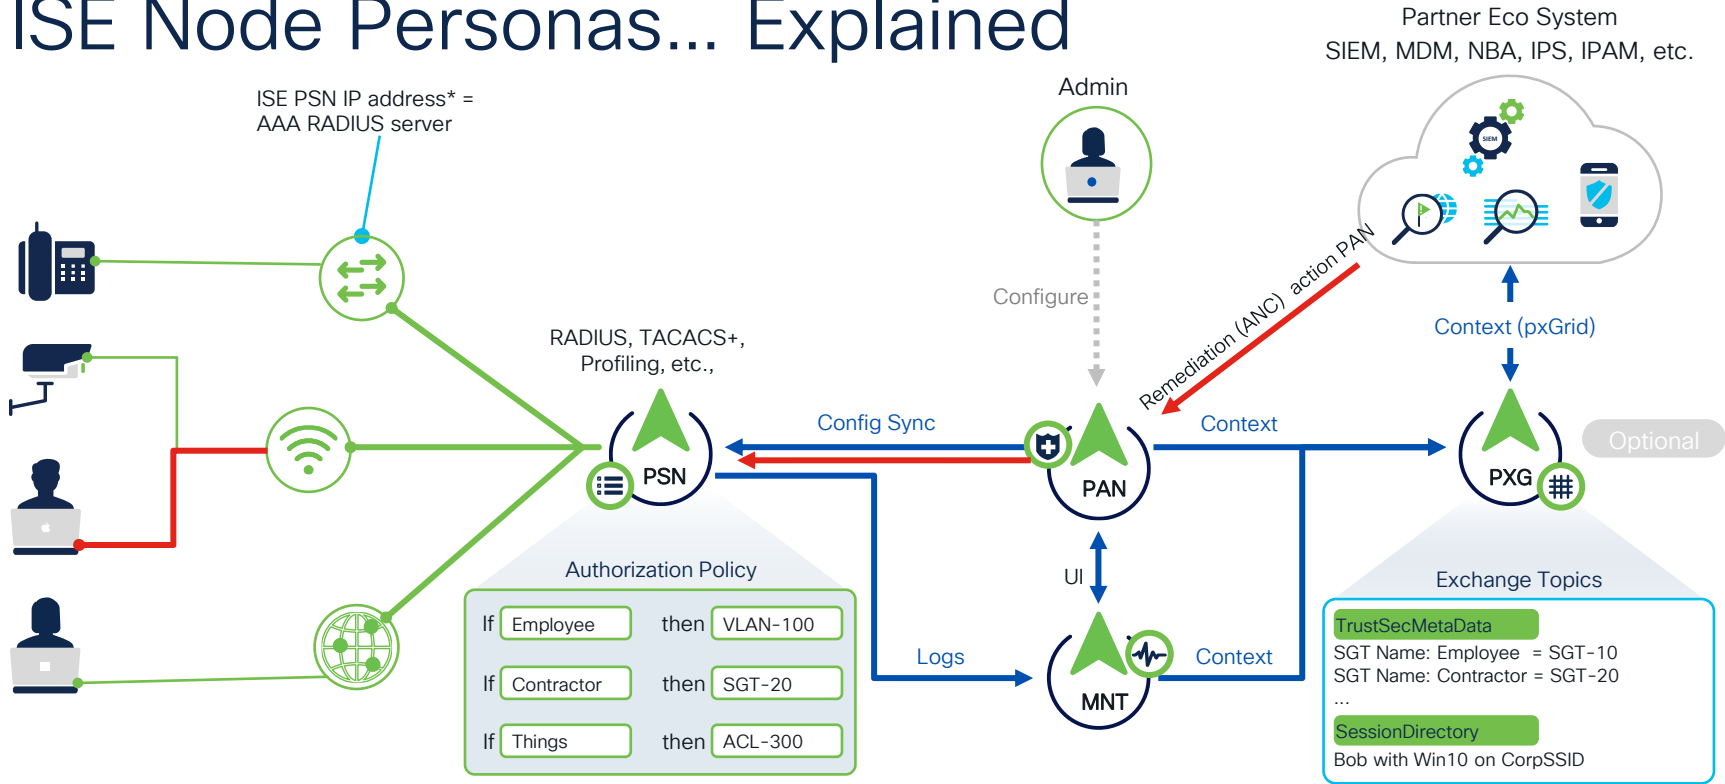 ISE Node Personas... Explained
Partner Eco System
SIEM, MDM, NBA, IPS, IPAM, etc.
ISE PSN IP address* =
AAA RADIUS server
Admin
SIEM
Configure
Remediation (ANC) action PAN
Context (pxGrid)
RADIUS, TACACS+,
Profiling, etc.,
Config Sync
Context
Optional
PSN
PAN
PXG
Authorization Policy
If Employee then VLAN-100
If Contractor then SGT-20
If Things then ACL-300
UI
Logs
Context
MNT
Exchange Topics
TrustSecMetaData
SGT Name: Employee = SGT-10
SGT Name: Contractor = SGT-20
...
SessionDirectory
Bob with Win10 on CorpSSID